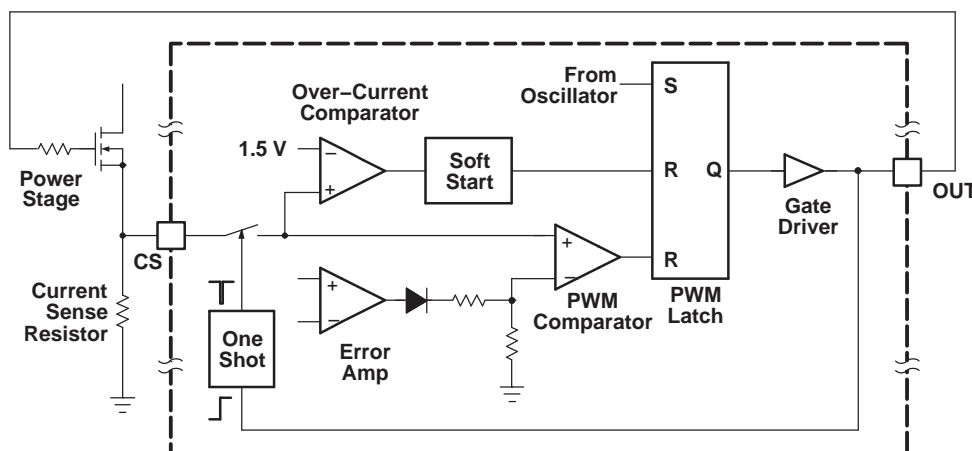 From
Oscillator
S
Over−Current
Comparator
1.5 V
−
+
Soft
Start
R
Q
Power
Stage
Gate
Driver
OUT
CS
+
−
R
PWM
Comparator
PWM
Latch
Current
Sense
Resistor
+
−
One
Shot
Error
Amp